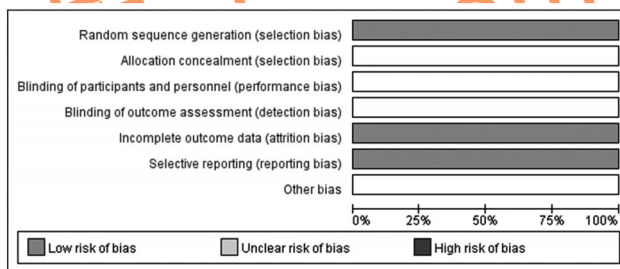 Random sequence generation (selection bias)
Allocation concealment (selection bias)
Blinding of participants and personnel (performance bias)
Blinding of outcome assessment (detection bias)
Incomplete outcome data (attrition bias)
Selective reporting (reporting bias)
Other bias
0% 25% 50% 75% 100%
Low risk of bias Unclear risk of bias High risk of bias